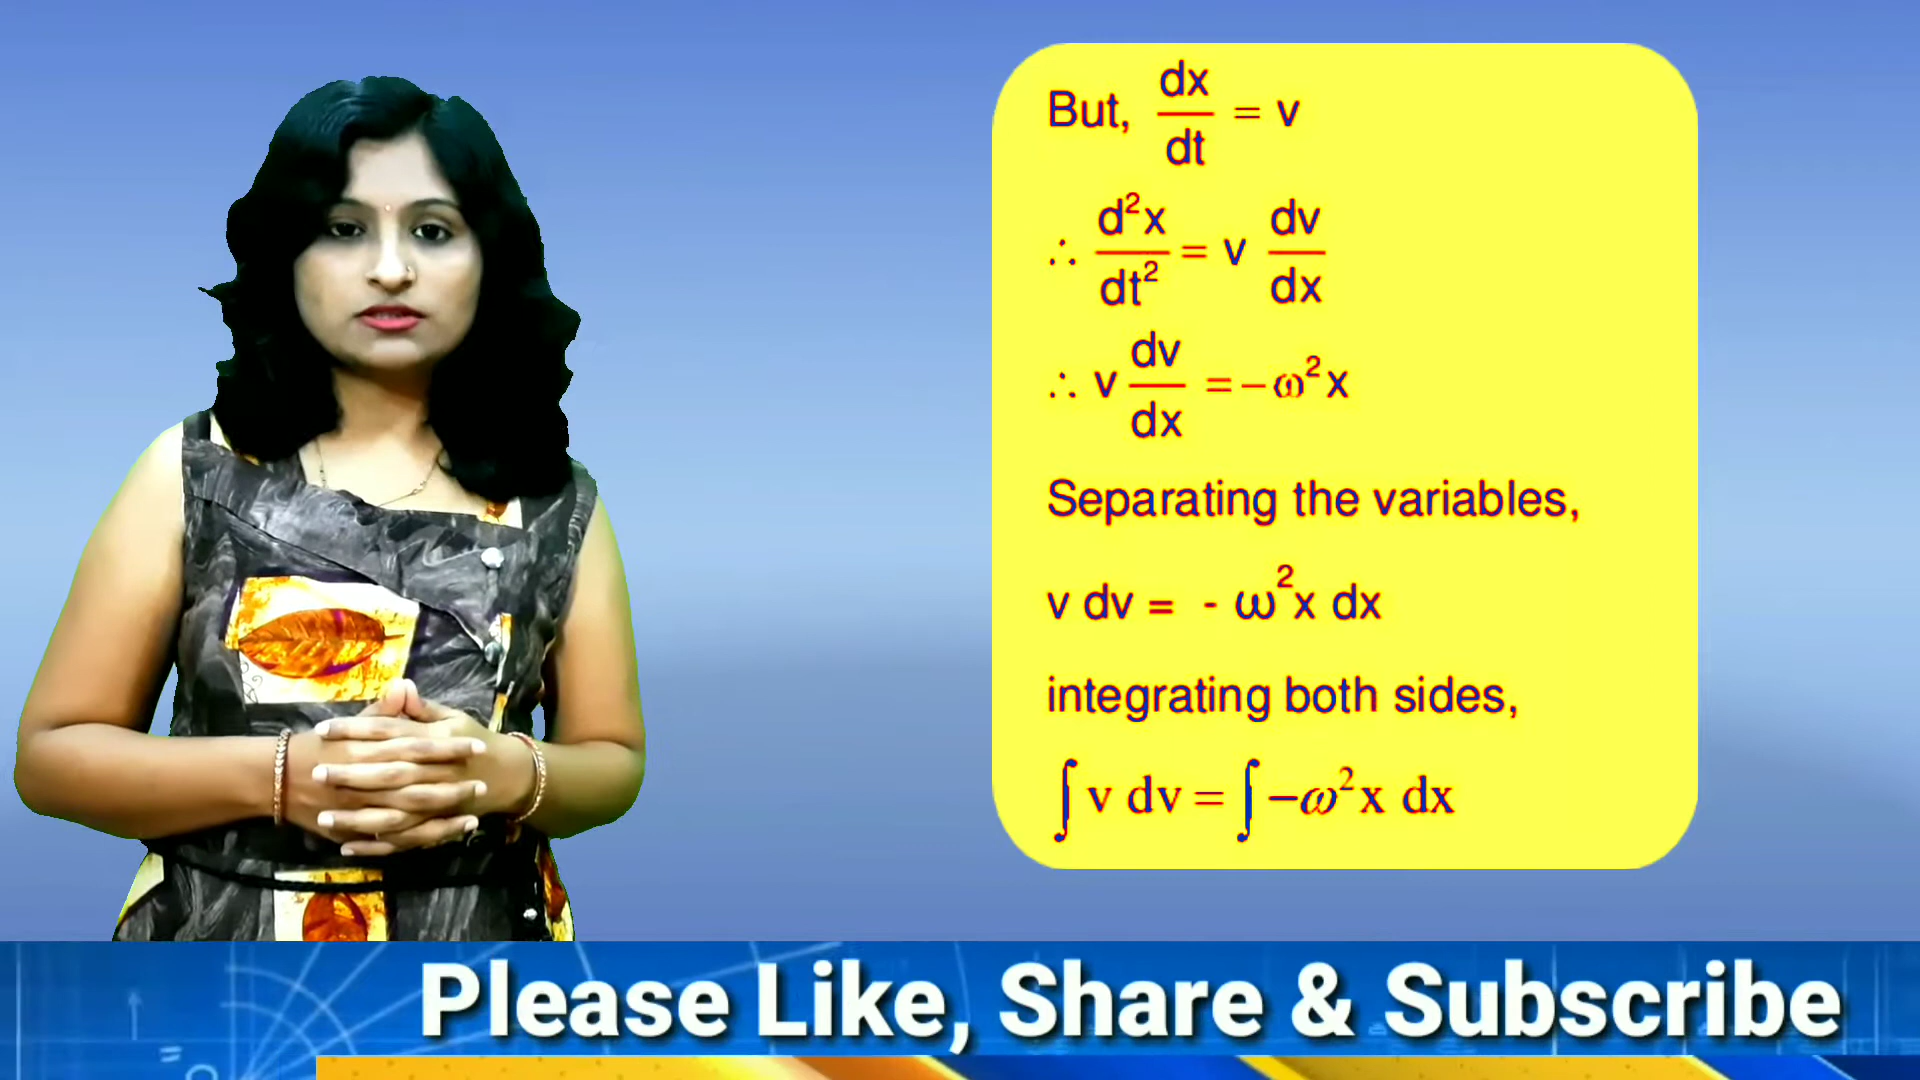 But, dx/dt = v
∴ d²x/dt² = v dv/dx
∴ v dv/dx = – ω²x
Separating the variables,
v dv = - ω²x dx
integrating both sides,
∫ v dv = ∫ –ω²x dx
Please Like, Share & Subscribe